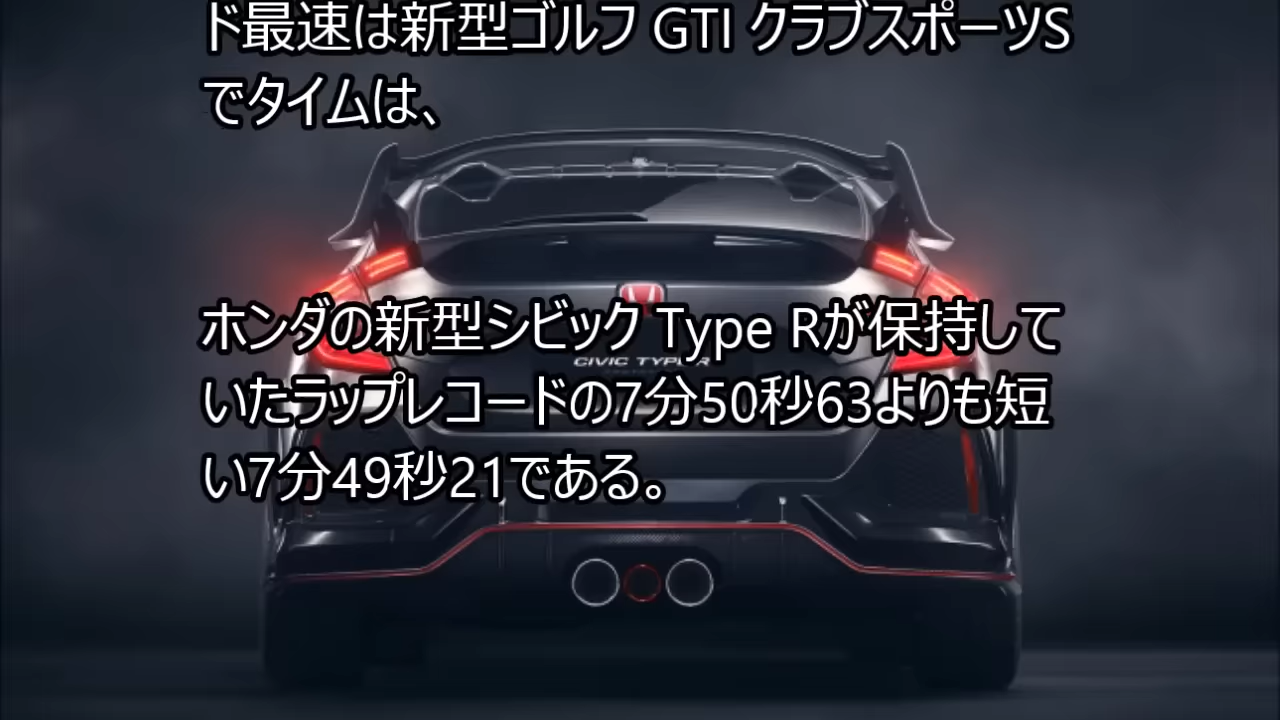 ド最速は新型ゴルフ GTI クラブスポーツS
でタイムは、
ホンダの新型シビック Type Rが保持して
CIVIC TYPE R
いたラップレコードの7分50秒63よりも短
い7分49秒21である。